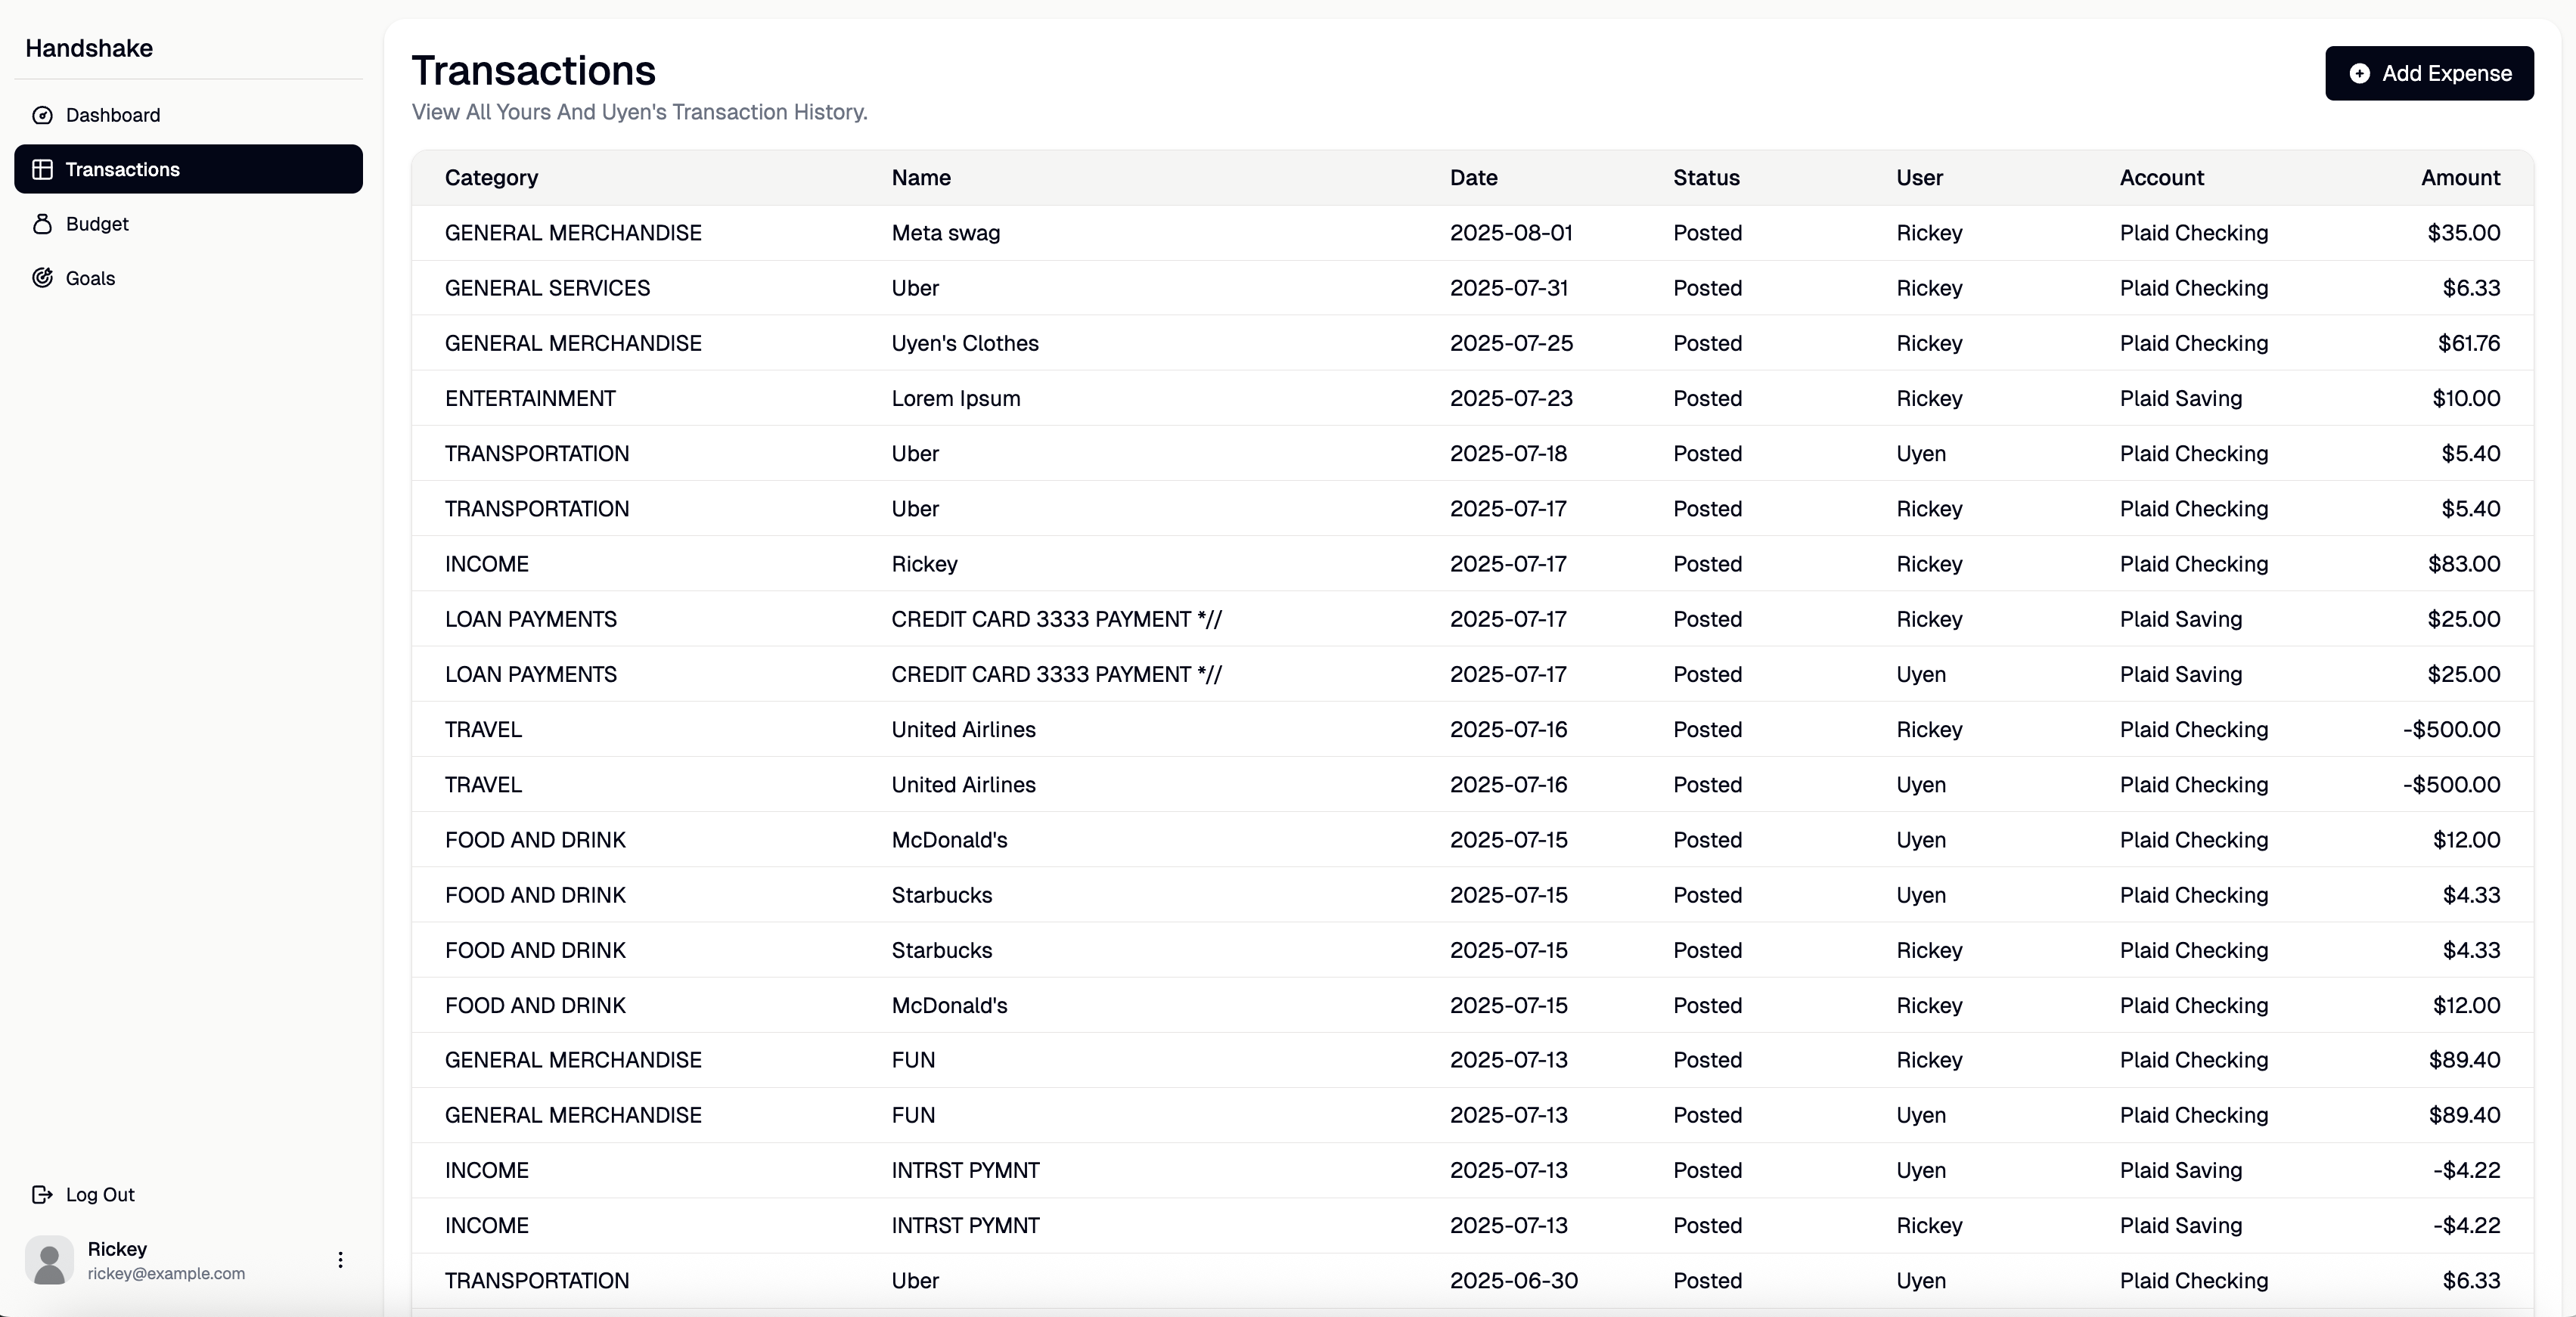 Handshake
Dashboard
Transactions
Budget
Goals
Log Out
Rickey
rickey@example.com
Transactions
View All Yours And Uyen's Transaction History.
Add Expense
Category Name Date Status User Account Amount
GENERAL MERCHANDISE Meta swag 2025-08-01 Posted Rickey Plaid Checking $35.00
GENERAL SERVICES Uber 2025-07-31 Posted Rickey Plaid Checking $6.33
GENERAL MERCHANDISE Uyen's Clothes 2025-07-25 Posted Rickey Plaid Checking $61.76
ENTERTAINMENT Lorem Ipsum 2025-07-23 Posted Rickey Plaid Saving $10.00
TRANSPORTATION Uber 2025-07-18 Posted Uyen Plaid Checking $5.40
TRANSPORTATION Uber 2025-07-17 Posted Rickey Plaid Checking $5.40
INCOME Rickey 2025-07-17 Posted Rickey Plaid Checking $83.00
LOAN PAYMENTS CREDIT CARD 3333 PAYMENT *// 2025-07-17 Posted Rickey Plaid Saving $25.00
LOAN PAYMENTS CREDIT CARD 3333 PAYMENT *// 2025-07-17 Posted Uyen Plaid Saving $25.00
TRAVEL United Airlines 2025-07-16 Posted Rickey Plaid Checking -$500.00
TRAVEL United Airlines 2025-07-16 Posted Uyen Plaid Checking -$500.00
FOOD AND DRINK McDonald's 2025-07-15 Posted Uyen Plaid Checking $12.00
FOOD AND DRINK Starbucks 2025-07-15 Posted Uyen Plaid Checking $4.33
FOOD AND DRINK Starbucks 2025-07-15 Posted Rickey Plaid Checking $4.33
FOOD AND DRINK McDonald's 2025-07-15 Posted Rickey Plaid Checking $12.00
GENERAL MERCHANDISE FUN 2025-07-13 Posted Rickey Plaid Checking $89.40
GENERAL MERCHANDISE FUN 2025-07-13 Posted Uyen Plaid Checking $89.40
INCOME INTRST PYMNT 2025-07-13 Posted Uyen Plaid Saving -$4.22
INCOME INTRST PYMNT 2025-07-13 Posted Rickey Plaid Saving -$4.22
TRANSPORTATION Uber 2025-06-30 Posted Uyen Plaid Checking $6.33